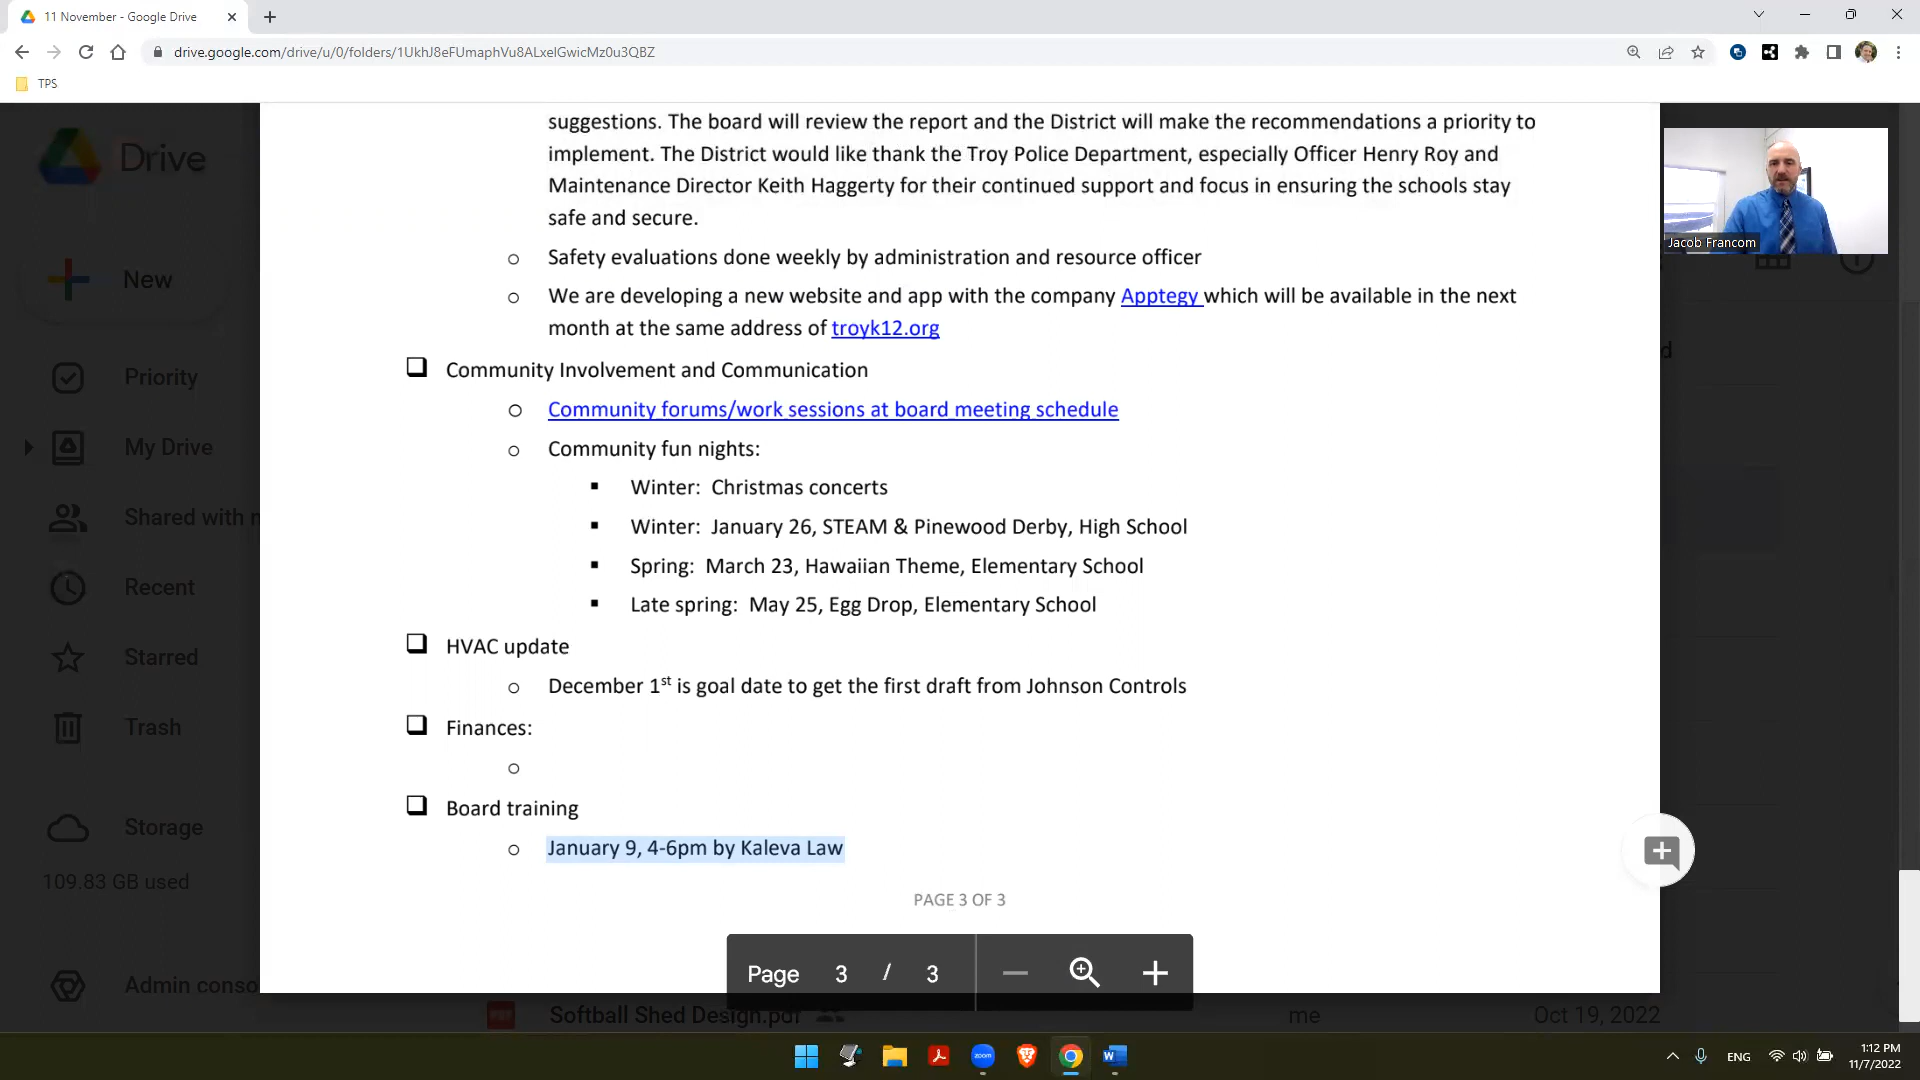 11 November - Google Drive
drive.google.com/drive/u/0/folders/1UkhJ8eFUmaphVu8ALxelGwicMz0u3QBZ
TPS
Drive
New
Priority
My Drive
Shared with
Recent
Starred
Trash
Storage
109.83 GB used
Admin conso
suggestions. The board will review the report and the District will make the recommendations a priority to
implement. The District would like thank the Troy Police Department, especially Officer Henry Roy and
Maintenance Director Keith Haggerty for their continued support and focus in ensuring the schools stay
safe and secure.
Safety evaluations done weekly by administration and resource officer
We are developing a new website and app with the company Apptegy which will be available in the next
month at the same address of troyk12.org
Community Involvement and Communication
Community forums/work sessions at board meeting schedule
Community fun nights:
Winter: Christmas concerts
Winter: January 26, STEAM & Pinewood Derby, High School
Spring: March 23, Hawaiian Theme, Elementary School
Late spring: May 25, Egg Drop, Elementary School
HVAC update
December 1st is goal date to get the first draft from Johnson Controls
Finances:
Board training
January 9, 4-6pm by Kaleva Law
PAGE 3 OF 3
Page 3 / 3
Softball Shed Design.pdf me Oct 19, 2022
Jacob Francom
zoom
ENG
1:12 PM
11/7/2022